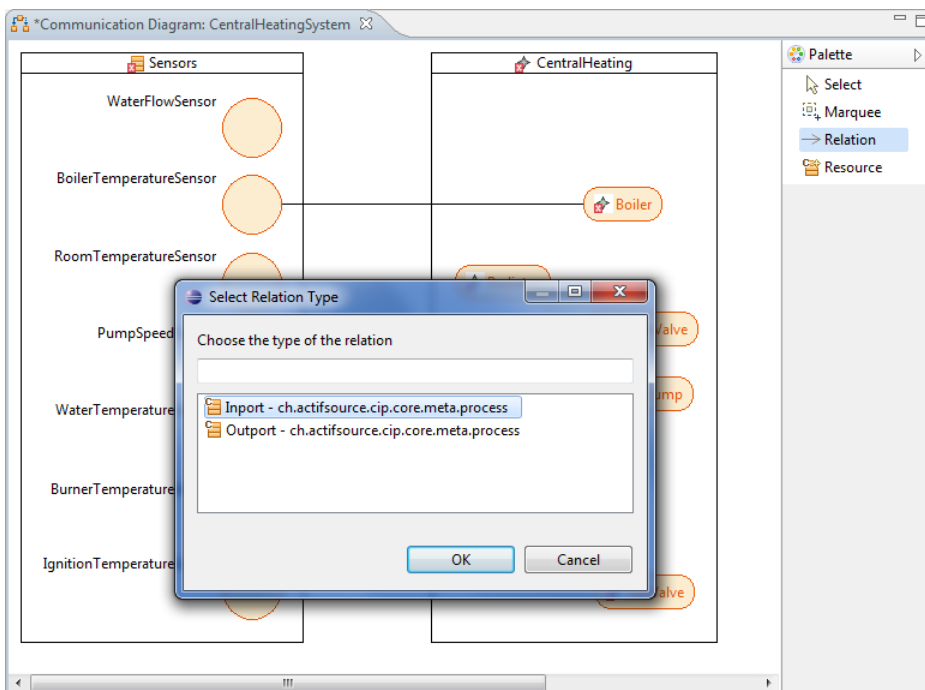 *Communication Diagram: CentralHeatingSystem
Sensors
CentralHeating
Palette
Select
Marquee
Relation
Resource
WaterFlowSensor
BoilerTemperatureSensor
Boiler
RoomTemperatureSensor
PumpSpeed
Valve
WaterTemperature
BurnerTemperature
IgnitionTemperature
Valve
Select Relation Type
Choose the type of the relation
Inport - ch.actifsource.cip.core.meta.process
Outport - ch.actifsource.cip.core.meta.process
OK
Cancel